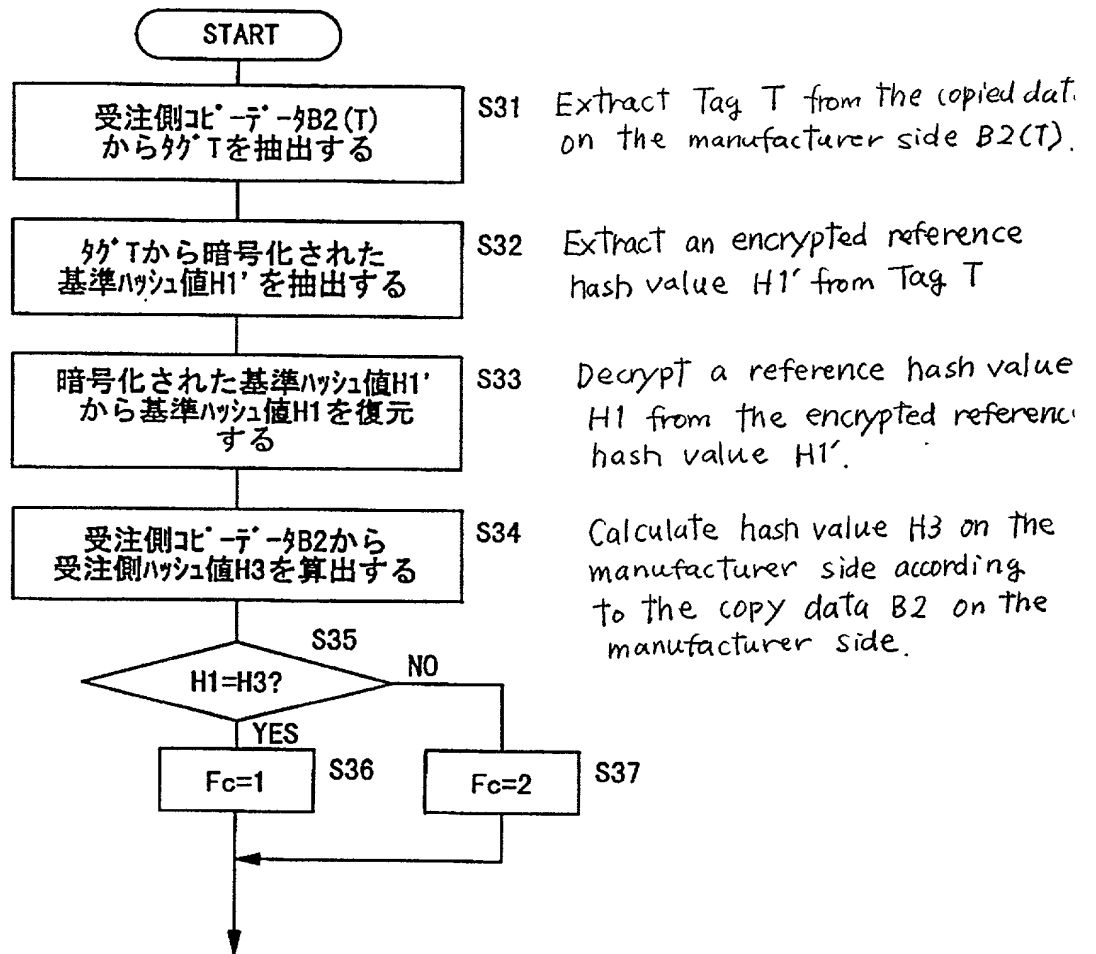 START
受注側ｺﾋﾟｰﾃﾞｰﾀB2(T)
からﾀｸﾞTを抽出する
S31
Extract Tag T from the copied dat
on the manufacturer side B2(T).
ﾀｸﾞTから暗号化された
基準ﾊｯｼｭ値H1'を抽出する
S32
Extract an encrypted reference
hash value H1' from Tag T
暗号化された基準ﾊｯｼｭ値H1'
から基準ﾊｯｼｭ値H1を復元
する
S33
Decrypt a reference hash value
H1 from the encrypted referenc
hash value H1'.
受注側ｺﾋﾟｰﾃﾞｰﾀB2から
受注側ﾊｯｼｭ値H3を算出する
S34
Calculate hash value H3 on the
manufacturer side according
to the copy data B2 on the
manufacturer side.
S35
H1=H3?
NO
YES
Fc=1
S36
Fc=2
S37